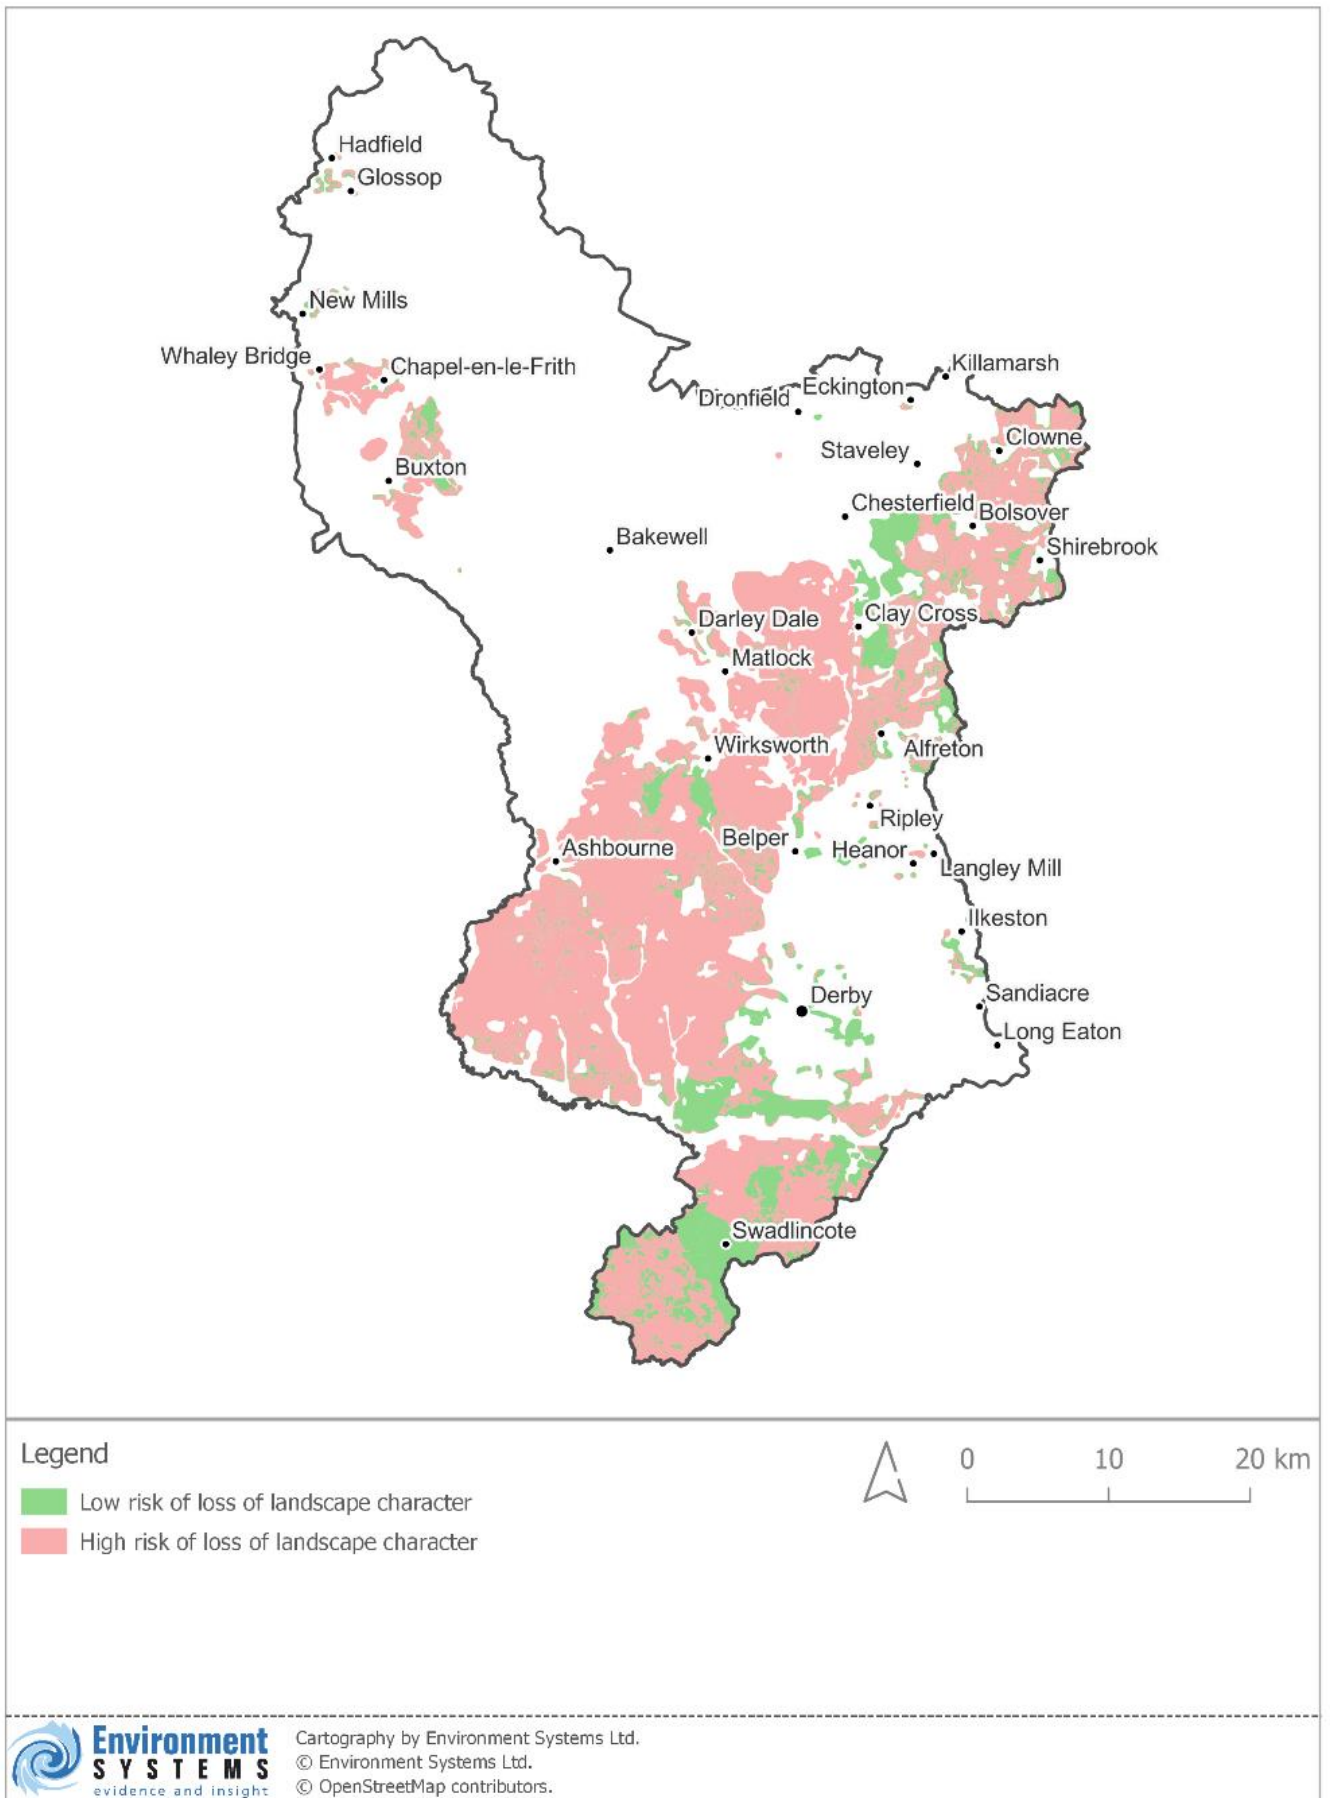 Hadfield
Glossop
New Mills
Whaley Bridge
Chapel-en-le-Frith
Killamarsh
Eckington
Dronfield
Clowne
Staveley
Buxton
Chesterfield
Bolsover
Bakewell
Shirebrook
Darley Dale
Clay Cross
Matlock
Wirksworth
Alfreton
Ripley
Belper
Heanor
Ashbourne
Langley Mill
Ilkeston
Derby
Sandiacre
Long Eaton
Swadlincote
Legend
0 10 20 km
Low risk of loss of landscape character
High risk of loss of landscape character
Environment
SYSTEMS
evidence and insight
Cartography by Environment Systems Ltd.
© Environment Systems Ltd.
© OpenStreetMap contributors.